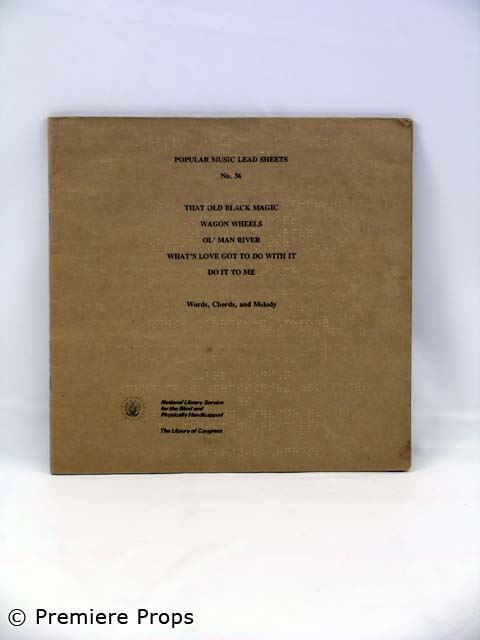 POPULAR MUSIC LEAD SHEETS
No. 36
THAT OLD BLACK MAGIC
WAGON WHEELS
OL' MAN RIVER
WHAT'S LOVE GOT TO DO WITH IT
DO IT TO ME
Words, Chords, and Melody
National Library Service
for the Blind and
Physically Handicapped
The Library of Congress
© Premiere Props